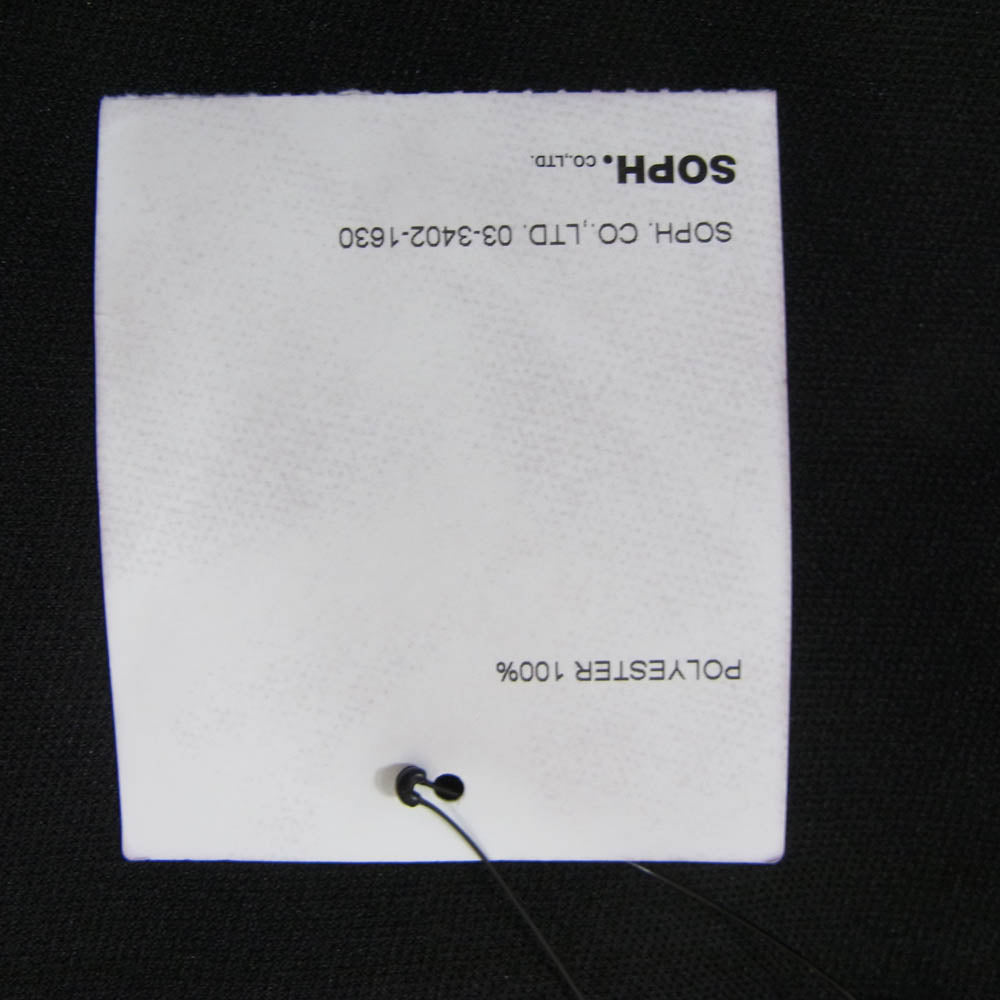 POLYESTER 100%
SOPH. CO.,LTD. 03-3402-1630
SOPH. CO.,LTD.